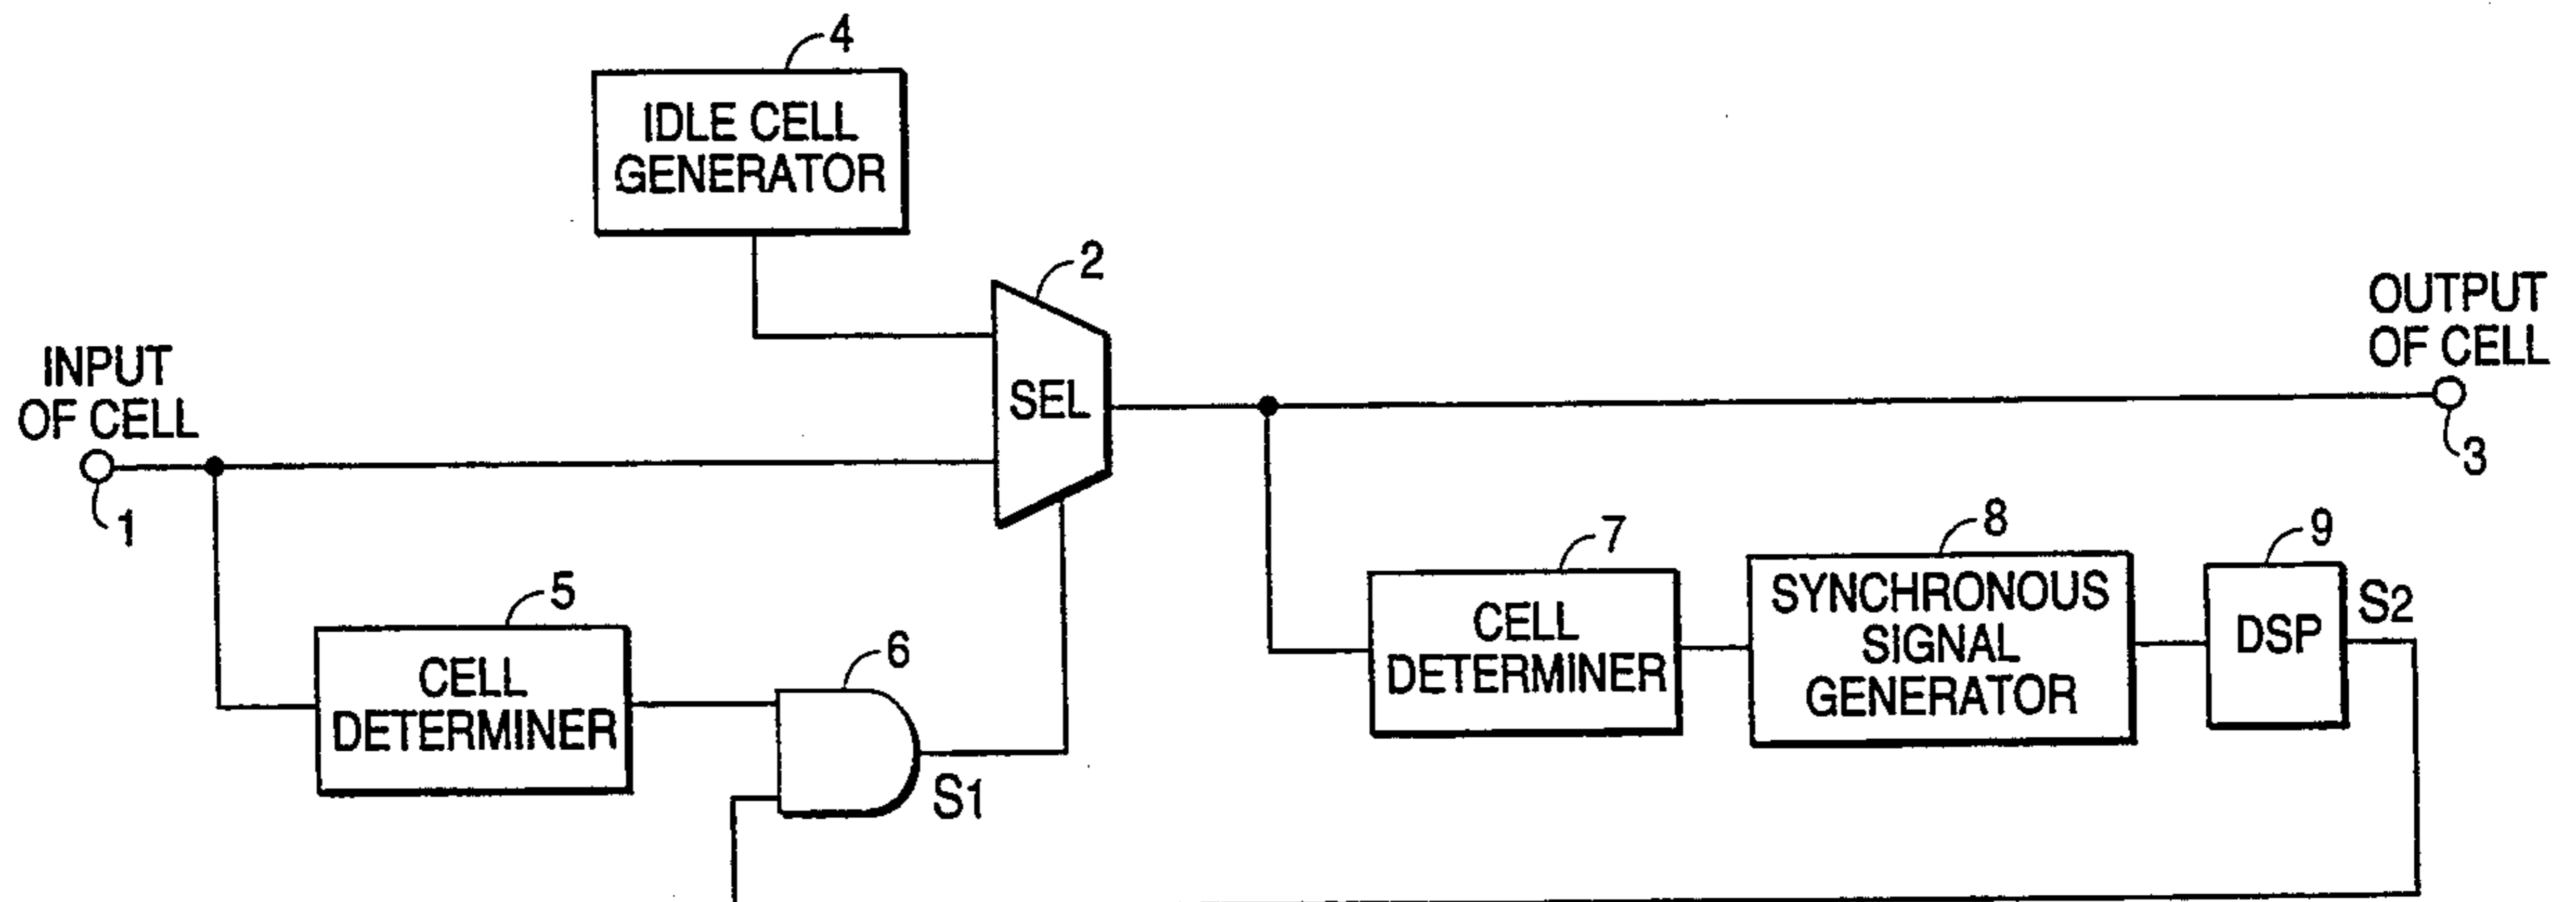 4
IDLE CELL
GENERATOR
2
SEL
INPUT
OF CELL
1
OUTPUT
OF CELL
3
5
CELL
DETERMINER
6
S1
7
CELL
DETERMINER
8
SYNCHRONOUS
SIGNAL
GENERATOR
9
DSP
S2